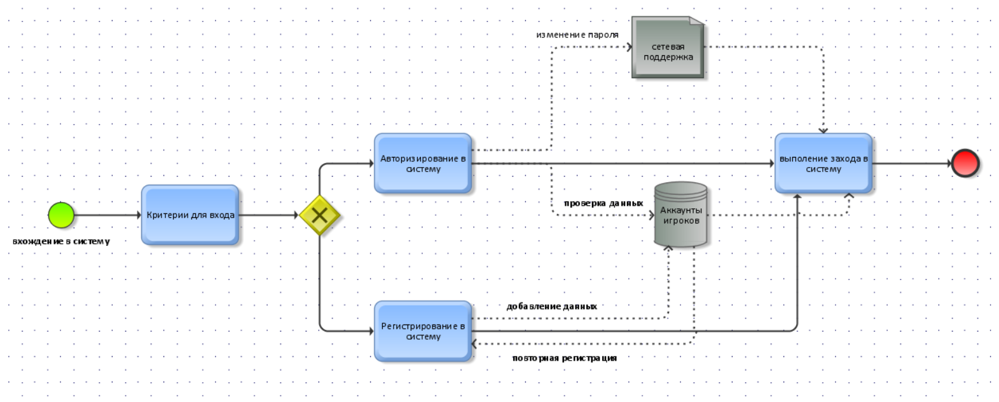 изменение пароля
сетевая
поддержка
Авторизирование в
систему
выполение захода в
систему
проверка данных
Аккаунты
игроков
Критерии для входа
вхождение в систему
добавление данных
Регистрирование в
систему
повторная регистрация